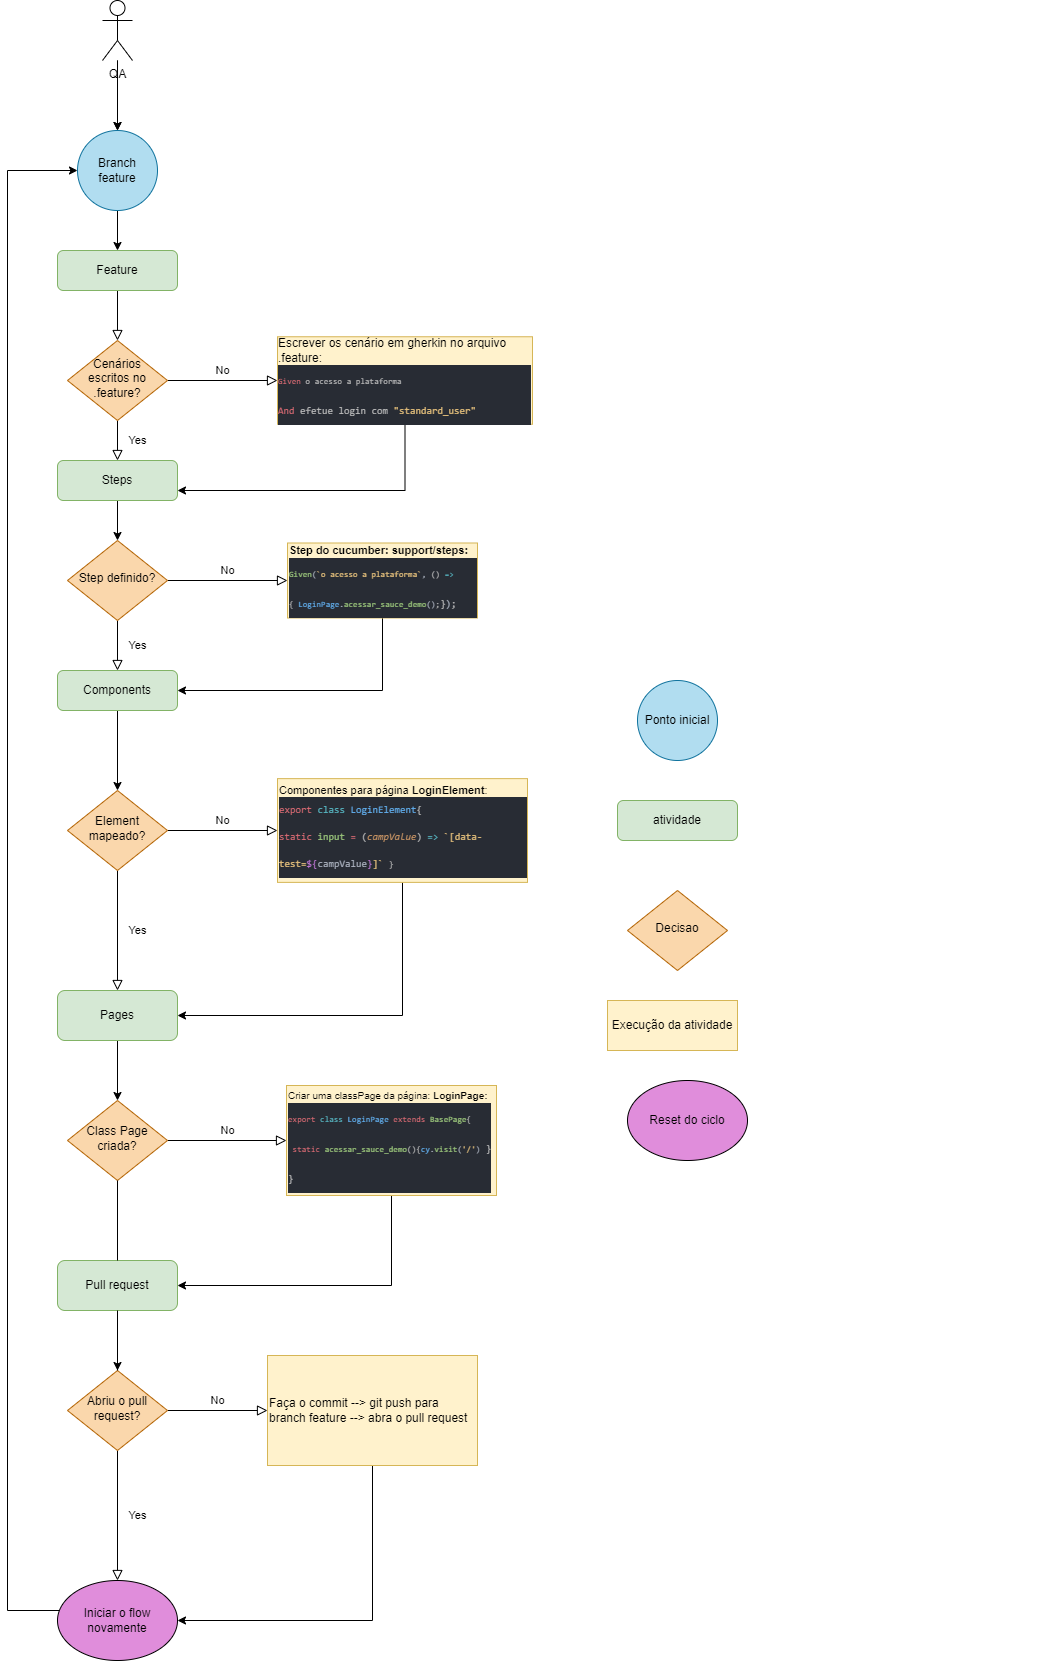 QA
Branch
feature
Feature
Cenários
escritos no
.feature?
No
Escrever os cenário em gherkin no arquivo
.feature:
Given o acesso a plataforma
And efetue login com "standard_user"
Yes
Steps
Step definido?
No
Step do cucumber: support/steps:
Given(`o acesso a plataforma`, () =>
{ LoginPage.acessar_sauce_demo();});
Yes
Components
Element
mapeado?
No
Componentes para página LoginElement:
export class LoginElement{
static input = (campValue) => `[data-
test=${campValue}]` }
Yes
Pages
Class Page
criada?
No
Criar uma classPage da página: LoginPage:
export class LoginPage extends BasePage{
static acessar_sauce_demo(){cy.visit('/') }
}
Pull request
Abriu o pull
request?
No
Faça o commit --> git push para
branch feature --> abra o pull request
Yes
Iniciar o flow
novamente
Ponto inicial
atividade
Decisao
Execução da atividade
Reset do ciclo